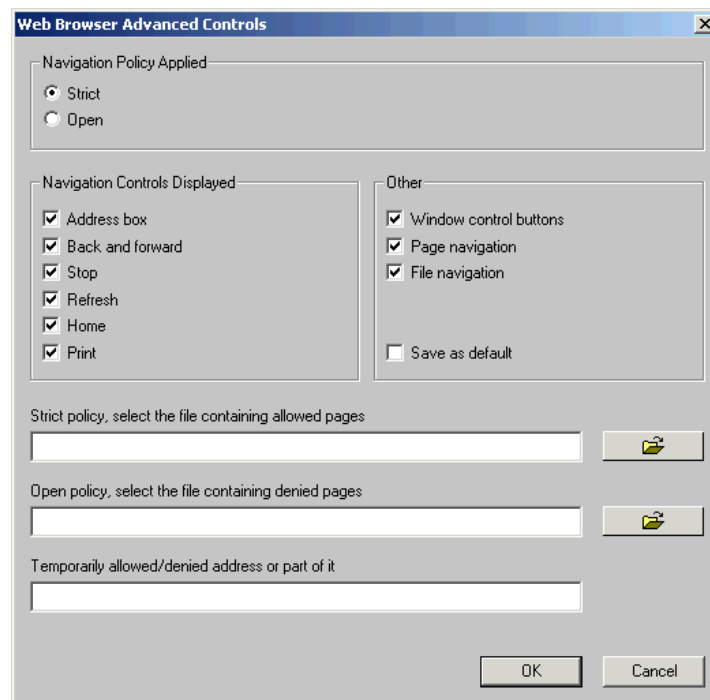 Web Browser Advanced Controls
Navigation Policy Applied
Strict
Open
Navigation Controls Displayed
Address box
Back and forward
Stop
Refresh
Home
Print
Other
Window control buttons
Page navigation
File navigation
Save as default
Strict policy, select the file containing allowed pages
Open policy, select the file containing denied pages
Temporarily allowed/denied address or part of it
OK
Cancel